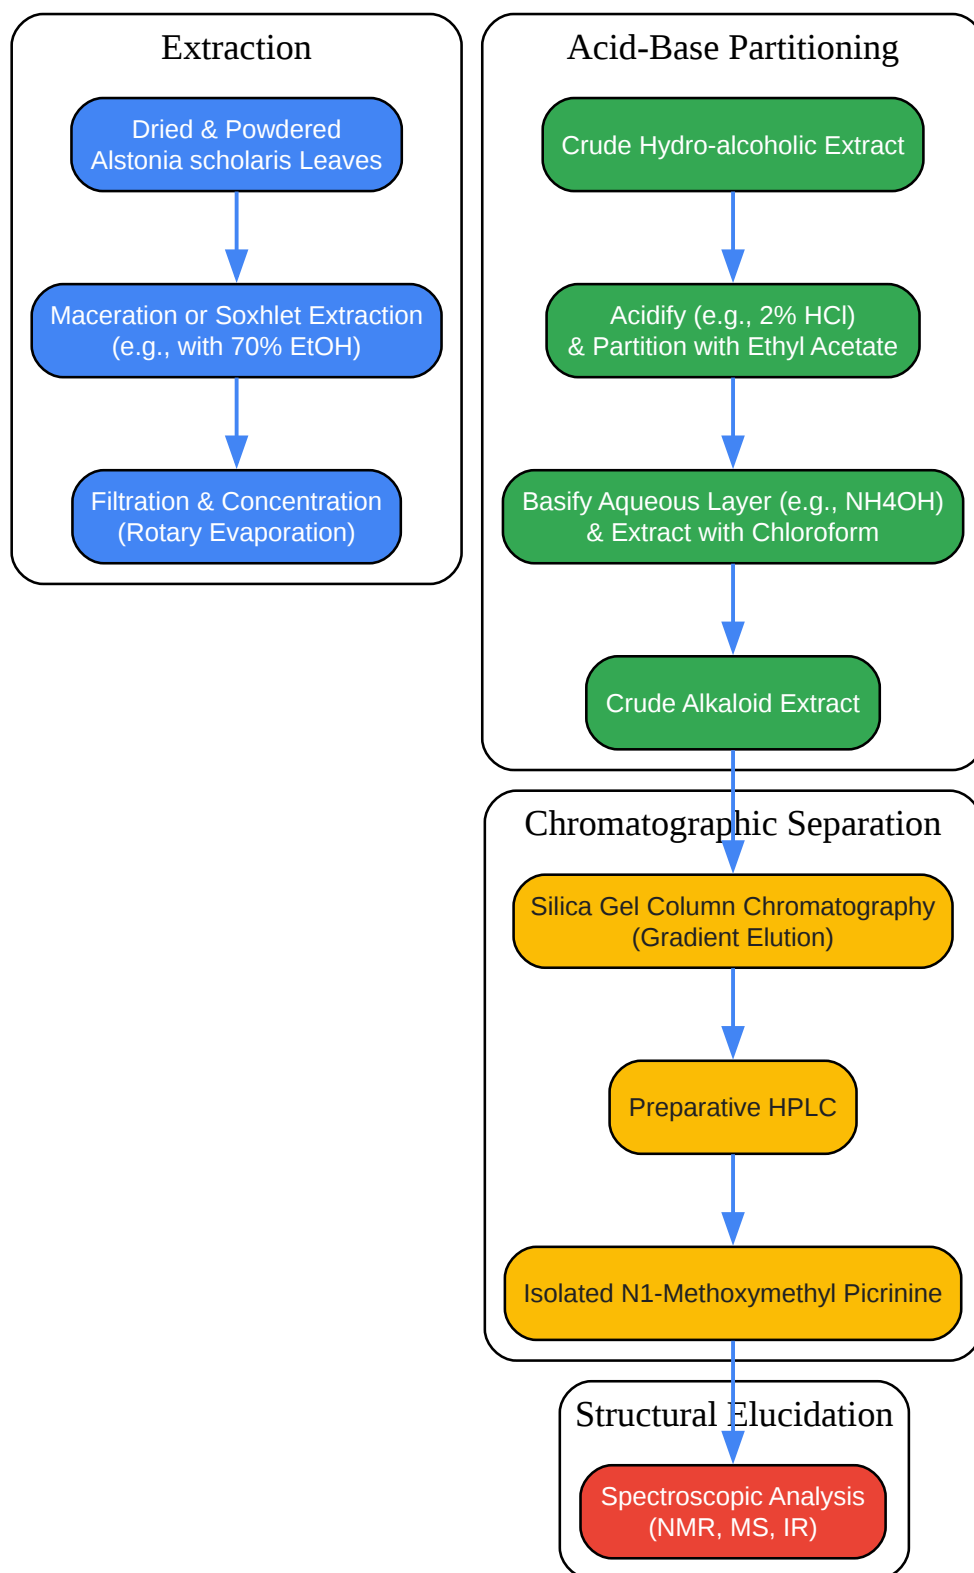 Extraction
Dried & Powdered
Alstonia scholaris Leaves
Maceration or Soxhlet Extraction
(e.g., with 70% EtOH)
Filtration & Concentration
(Rotary Evaporation)
Acid-Base Partitioning
Crude Hydro-alcoholic Extract
Acidify (e.g., 2% HCl)
& Partition with Ethyl Acetate
Basify Aqueous Layer (e.g., NH4OH)
& Extract with Chloroform
Crude Alkaloid Extract
Chromatographic Separation
Silica Gel Column Chromatography
(Gradient Elution)
Preparative HPLC
Isolated N1-Methoxymethyl Picrinine
Structural Elucidation
Spectroscopic Analysis
(NMR, MS, IR)